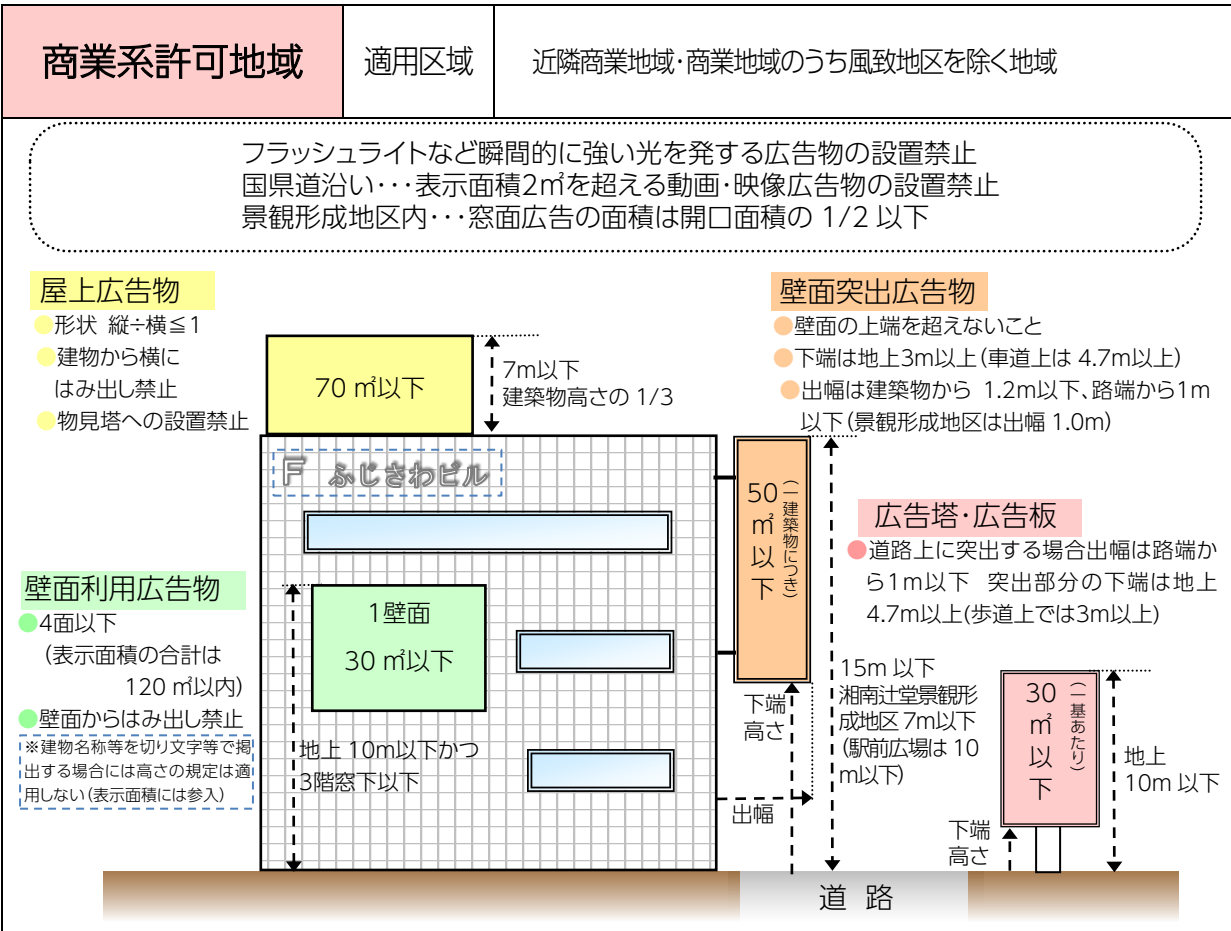 商業系許可地域
適用区域
近隣商業地域・商業地域のうち風致地区を除く地域
フラッシュライトなど瞬間的に強い光を発する広告物の設置禁止
国県道沿い・・・表示面積2㎡を超える動画・映像広告物の設置禁止
景観形成地区内・・・窓面広告の面積は開口面積の 1/2 以下
屋上広告物
●形状 縦÷横≦1
●建物から横に
はみ出し禁止
●物見塔への設置禁止
70 ㎡以下
7m以下
建築物高さの 1/3
壁面突出広告物
●壁面の上端を超えないこと
●下端は地上3m以上(車道上は 4.7m以上)
●出幅は建築物から 1.2m以下、路端から1m
以下(景観形成地区は出幅 1.0m)
F ふじさわビル
50㎡以下
(一建築物につき)
広告塔・広告板
●道路上に突出する場合出幅は路端か
ら1m以下 突出部分の下端は地上
4.7m以上(歩道上では3m以上)
壁面利用広告物
●4面以下
(表示面積の合計は
120 ㎡以内)
●壁面からはみ出し禁止
※建物名称等を切り文字等で掲
出する場合には高さの規定は適
用しない(表示面積には参入)
1壁面
30 ㎡以下
地上 10m以下かつ
3階窓下以下
下端
高さ
出幅
15m 以下
湘南辻堂景観形
成地区 7m以下
(駅前広場は 10
m以下)
30㎡以下
(一基あたり)
地上
10m 以下
下端
高さ
道 路